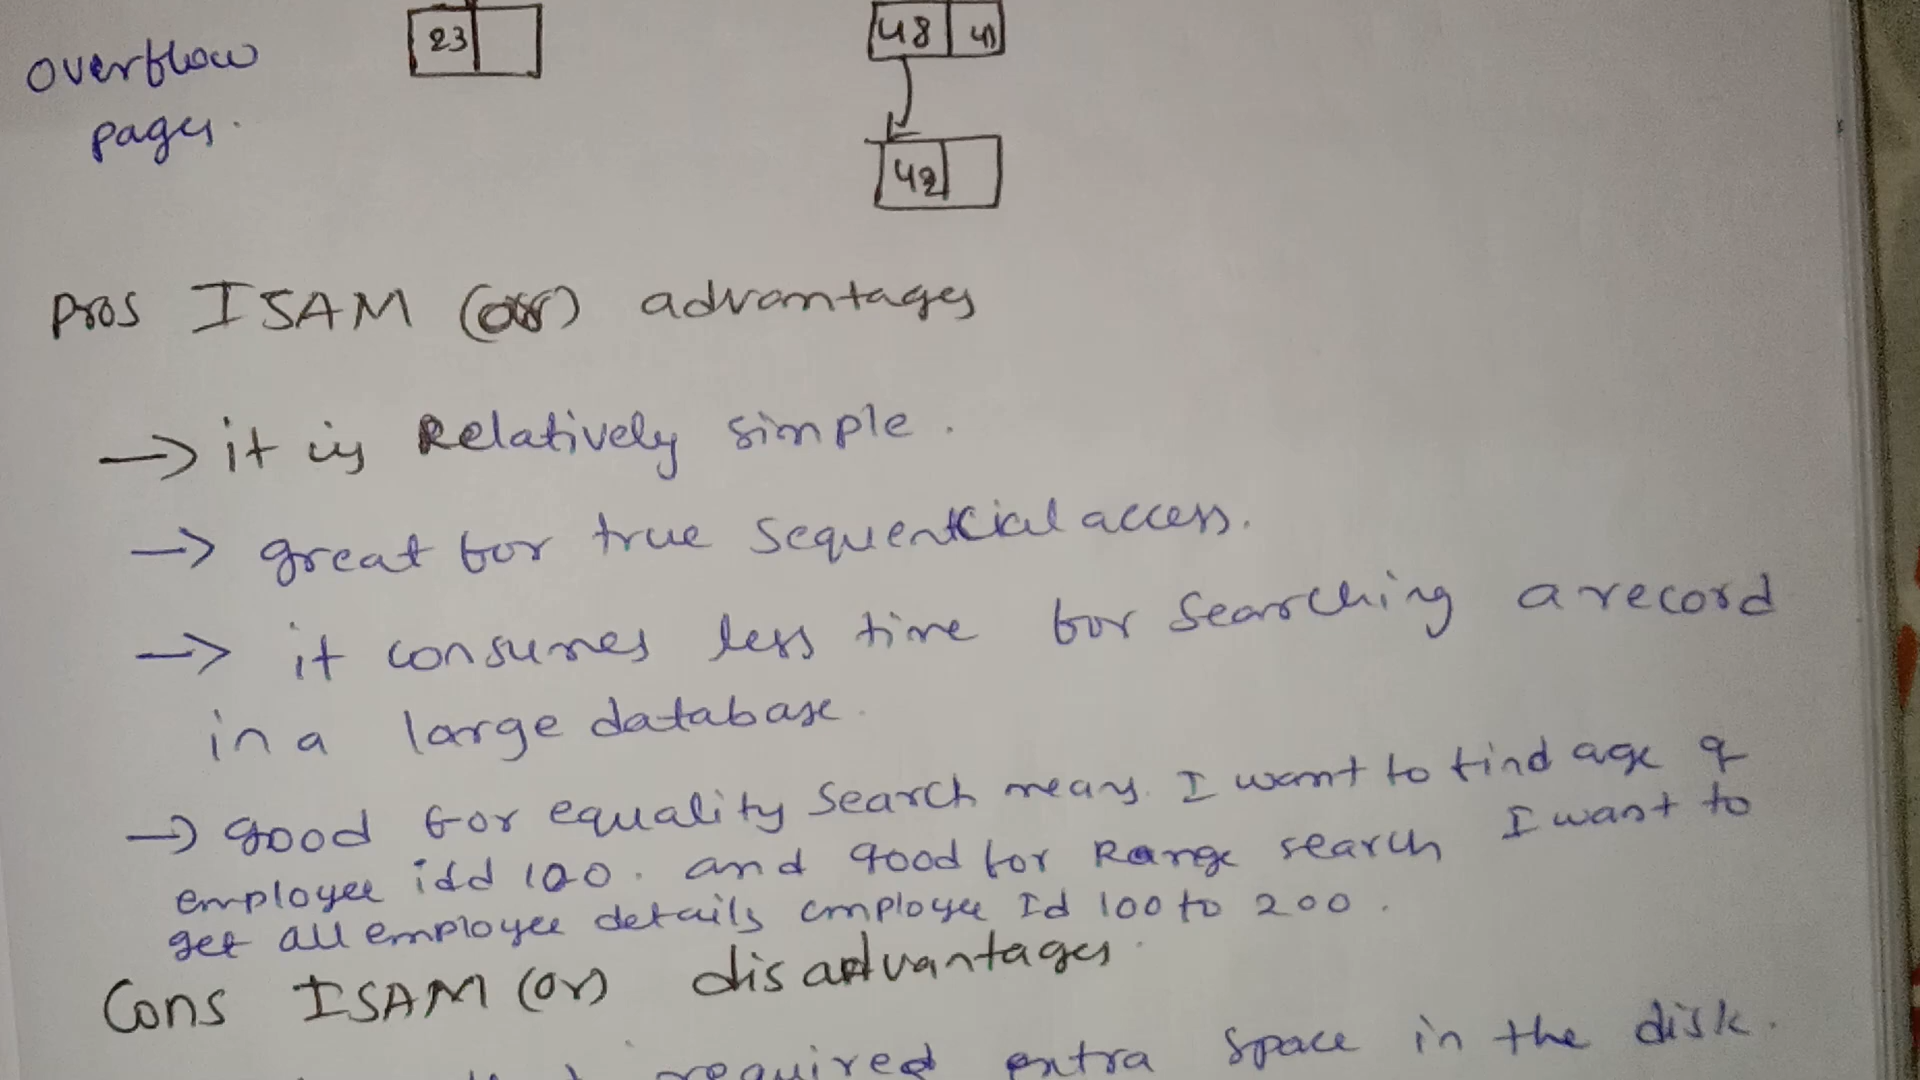 overflow 23 48 41
pages.
42
Pros ISAM (or) advantages
→ it is Relatively simple.
→ great for true sequential access.
→ it consumes less time for searching a record
in a large database.
→ good for equality search means. I want to find age of
employee idd 100. and good for Range search I want to
get all employee details employee Id 100 to 200.
Cons ISAM (or) disadvantages.
required extra space in the disk.